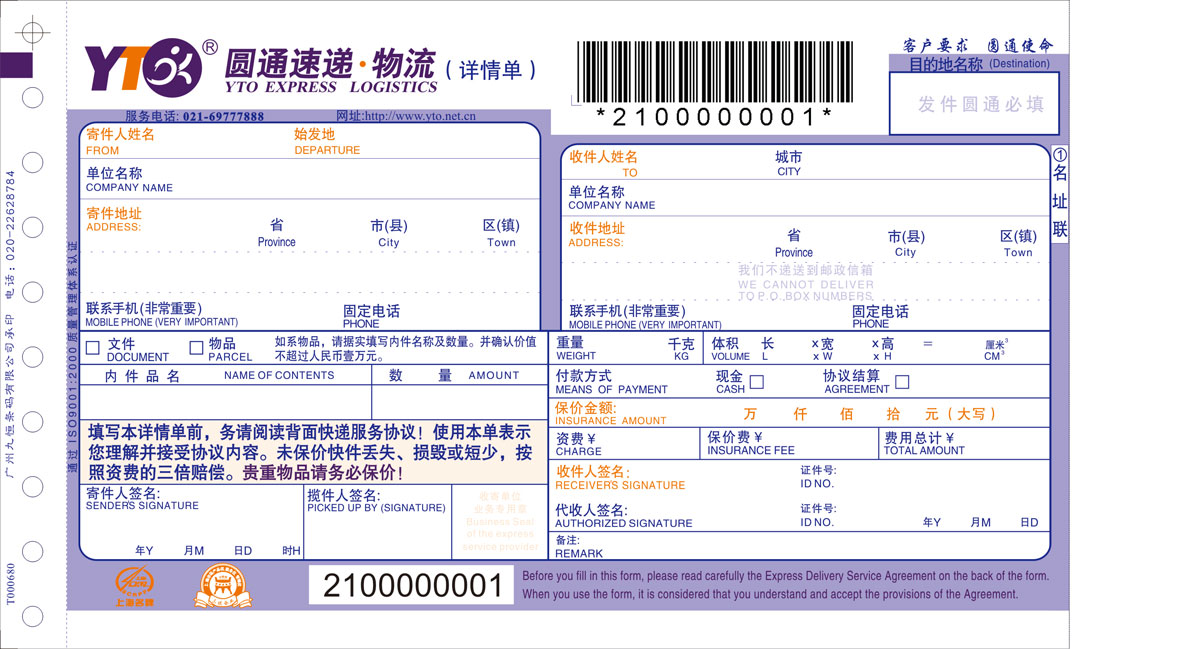 YTO® 圆通速递·物流(详情单)
YTO EXPRESS LOGISTICS
*2100000001*
客户要求 圆通使命
目的地名称 (Destination)
发件圆通必填
服务电话: 021-69777888 网址:http://www.yto.net.cn
寄件人姓名 始发地
FROM DEPARTURE
单位名称
COMPANY NAME
寄件地址
ADDRESS:
省 市(县) 区(镇)
Province City Town
联系手机(非常重要) 固定电话
MOBILE PHONE (VERY IMPORTANT) PHONE
收件人姓名 城市
TO CITY
单位名称
COMPANY NAME
收件地址
ADDRESS:
省 市(县) 区(镇)
Province City Town
我们不递送到邮政信箱
WE CANNOT DELIVER
TO P.O.BOX NUMBERS
联系手机(非常重要) 固定电话
MOBILE PHONE (VERY IMPORTANT) PHONE
①名址联
文件 物品 如系物品，请据实填写内件名称及数量。并确认价值
DOCUMENT PARCEL 不超过人民币壹万元。
内件品名 NAME OF CONTENTS 数 量 AMOUNT
填写本详情单前，务请阅读背面快递服务协议！使用本单表示
您理解并接受协议内容。未保价快件丢失、损毁或短少，按
照资费的三倍赔偿。贵重物品请务必保价！
寄件人签名: 揽件人签名:
SENDER'S SIGNATURE PICKED UP BY (SIGNATURE)
收寄单位
业务专用章
Business Seal
of the express
service provider
年Y 月M 日D 时H
重量 千克 体积 长 x宽 x高 = 厘米³
WEIGHT KG VOLUME L x W x H CM³
付款方式 现金 协议结算
MEANS OF PAYMENT CASH AGREEMENT
保价金额: 万 仟 佰 拾 元(大写)
INSURANCE AMOUNT
资费¥ 保价费¥ 费用总计¥
CHARGE INSURANCE FEE TOTAL AMOUNT
收件人签名: 证件号:
RECEIVER'S SIGNATURE ID NO.
代收人签名: 证件号:
AUTHORIZED SIGNATURE ID NO. 年Y 月M 日D
备注:
REMARK
上海名牌
2100000001
Before you fill in this form, please read carefully the Express Delivery Service Agreement on the back of the form.
When you use the form, it is considered that you understand and accept the provisions of the Agreement.
通过ISO9001:2000质量管理体系认证
广州九恒条码有限公司承印 电话：020-22628784
T000680